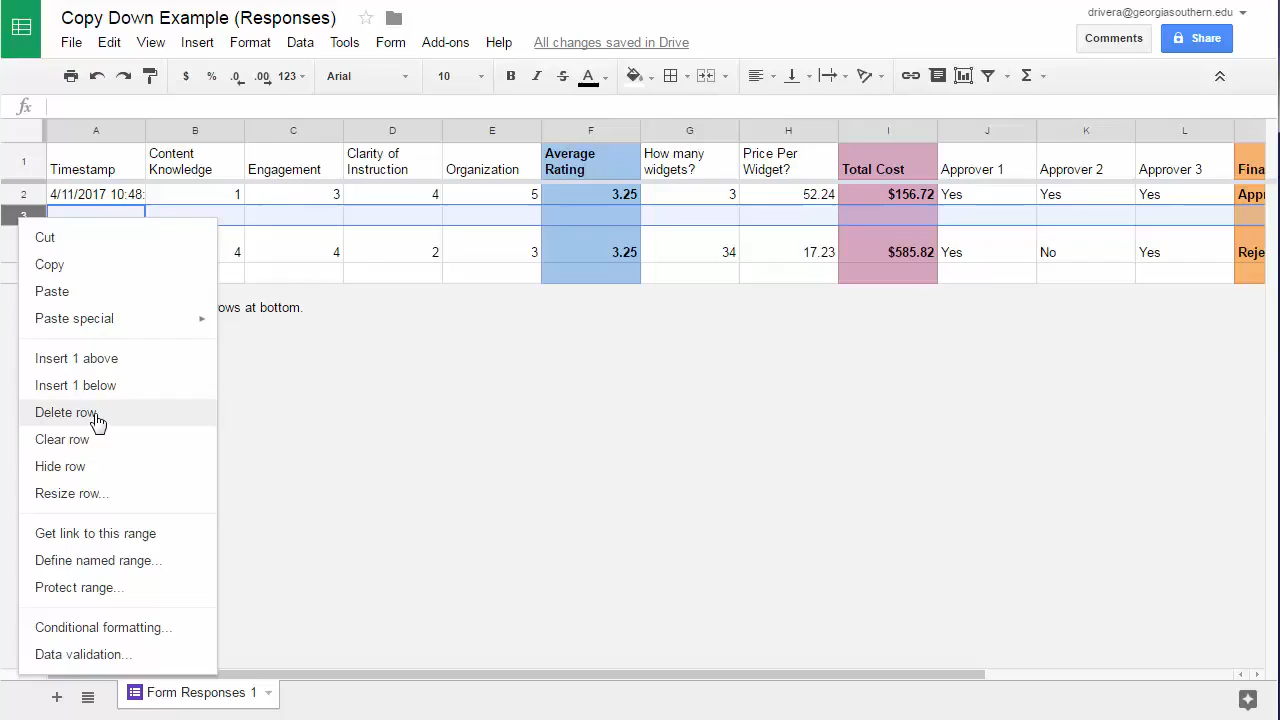 Copy Down Example (Responses)
drivera@georgiasouthern.edu
File Edit View Insert Format Data Tools Form Add-ons Help All changes saved in Drive
Comments
Share
$ % .0 .00 123 Arial 10 B I S A Σ
fx
A B C D E F G H I J K L
1 Timestamp Content Knowledge Engagement Clarity of Instruction Organization Average Rating How many widgets? Price Per Widget? Total Cost Approver 1 Approver 2 Approver 3 Fina
2 4/11/2017 10:48: 1 3 4 5 3.25 3 52.24 $156.72 Yes Yes Yes Appr
3
4 4 2 3 3.25 34 17.23 $585.82 Yes No Yes Reje
ows at bottom.
Cut
Copy
Paste
Paste special
Insert 1 above
Insert 1 below
Delete row
Clear row
Hide row
Resize row...
Get link to this range
Define named range...
Protect range...
Conditional formatting...
Data validation...
+ Form Responses 1